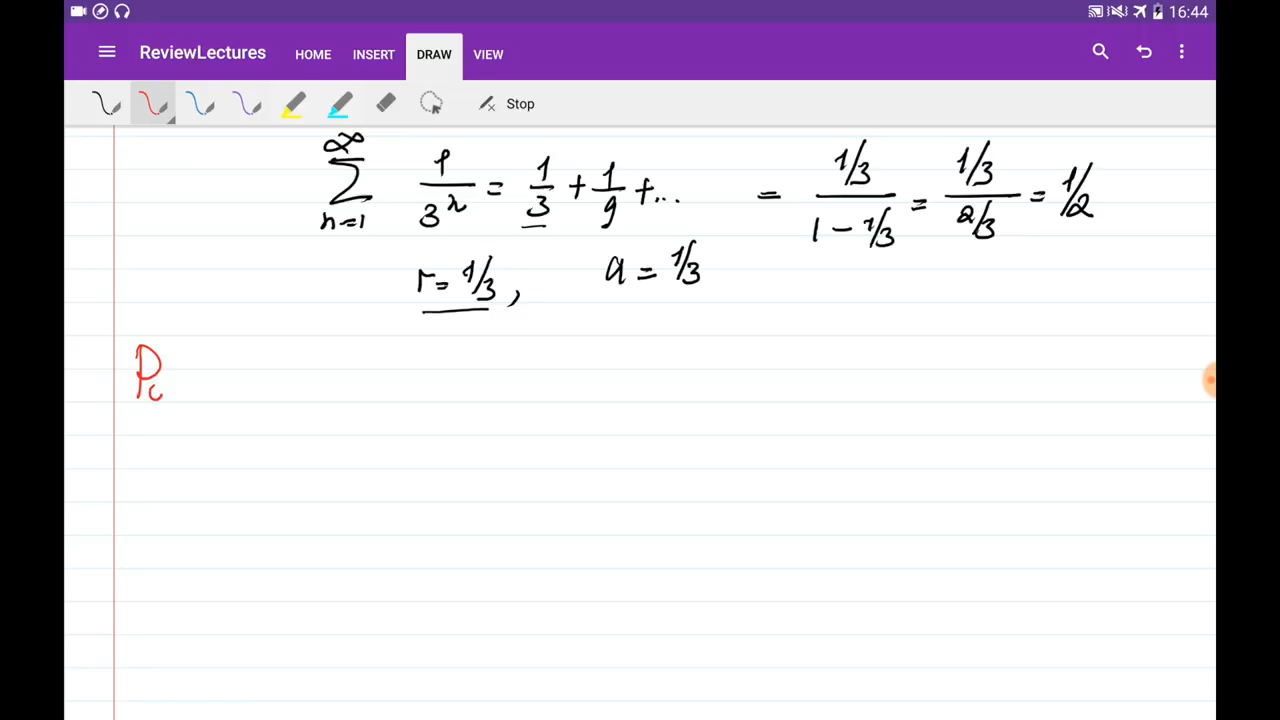 16:44
ReviewLectures HOME INSERT DRAW VIEW
Stop
∞
∑ 1/3^n = 1/3 + 1/9 + ... = (1/3)/(1 - 1/3) = (1/3)/(2/3) = 1/2
n=1
r = 1/3, a = 1/3